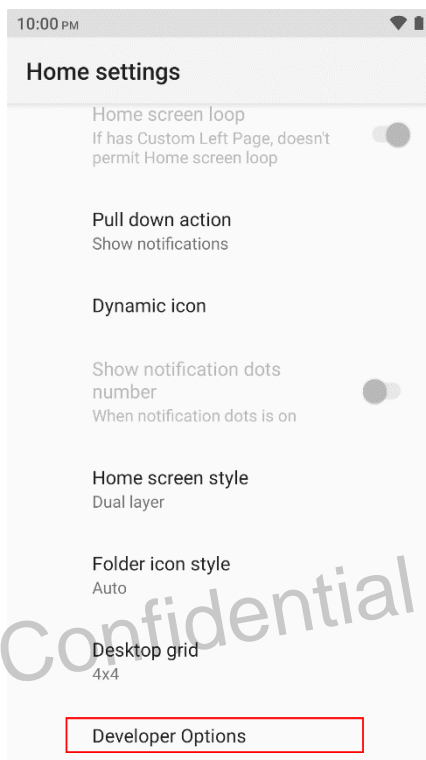 10:00 PM
Home settings
Home screen loop
If has Custom Left Page, doesn't
permit Home screen loop
Pull down action
Show notifications
Dynamic icon
Show notification dots
number
When notification dots is on
Home screen style
Dual layer
Folder icon style
Auto
Confidential
Desktop grid
4x4
Developer Options